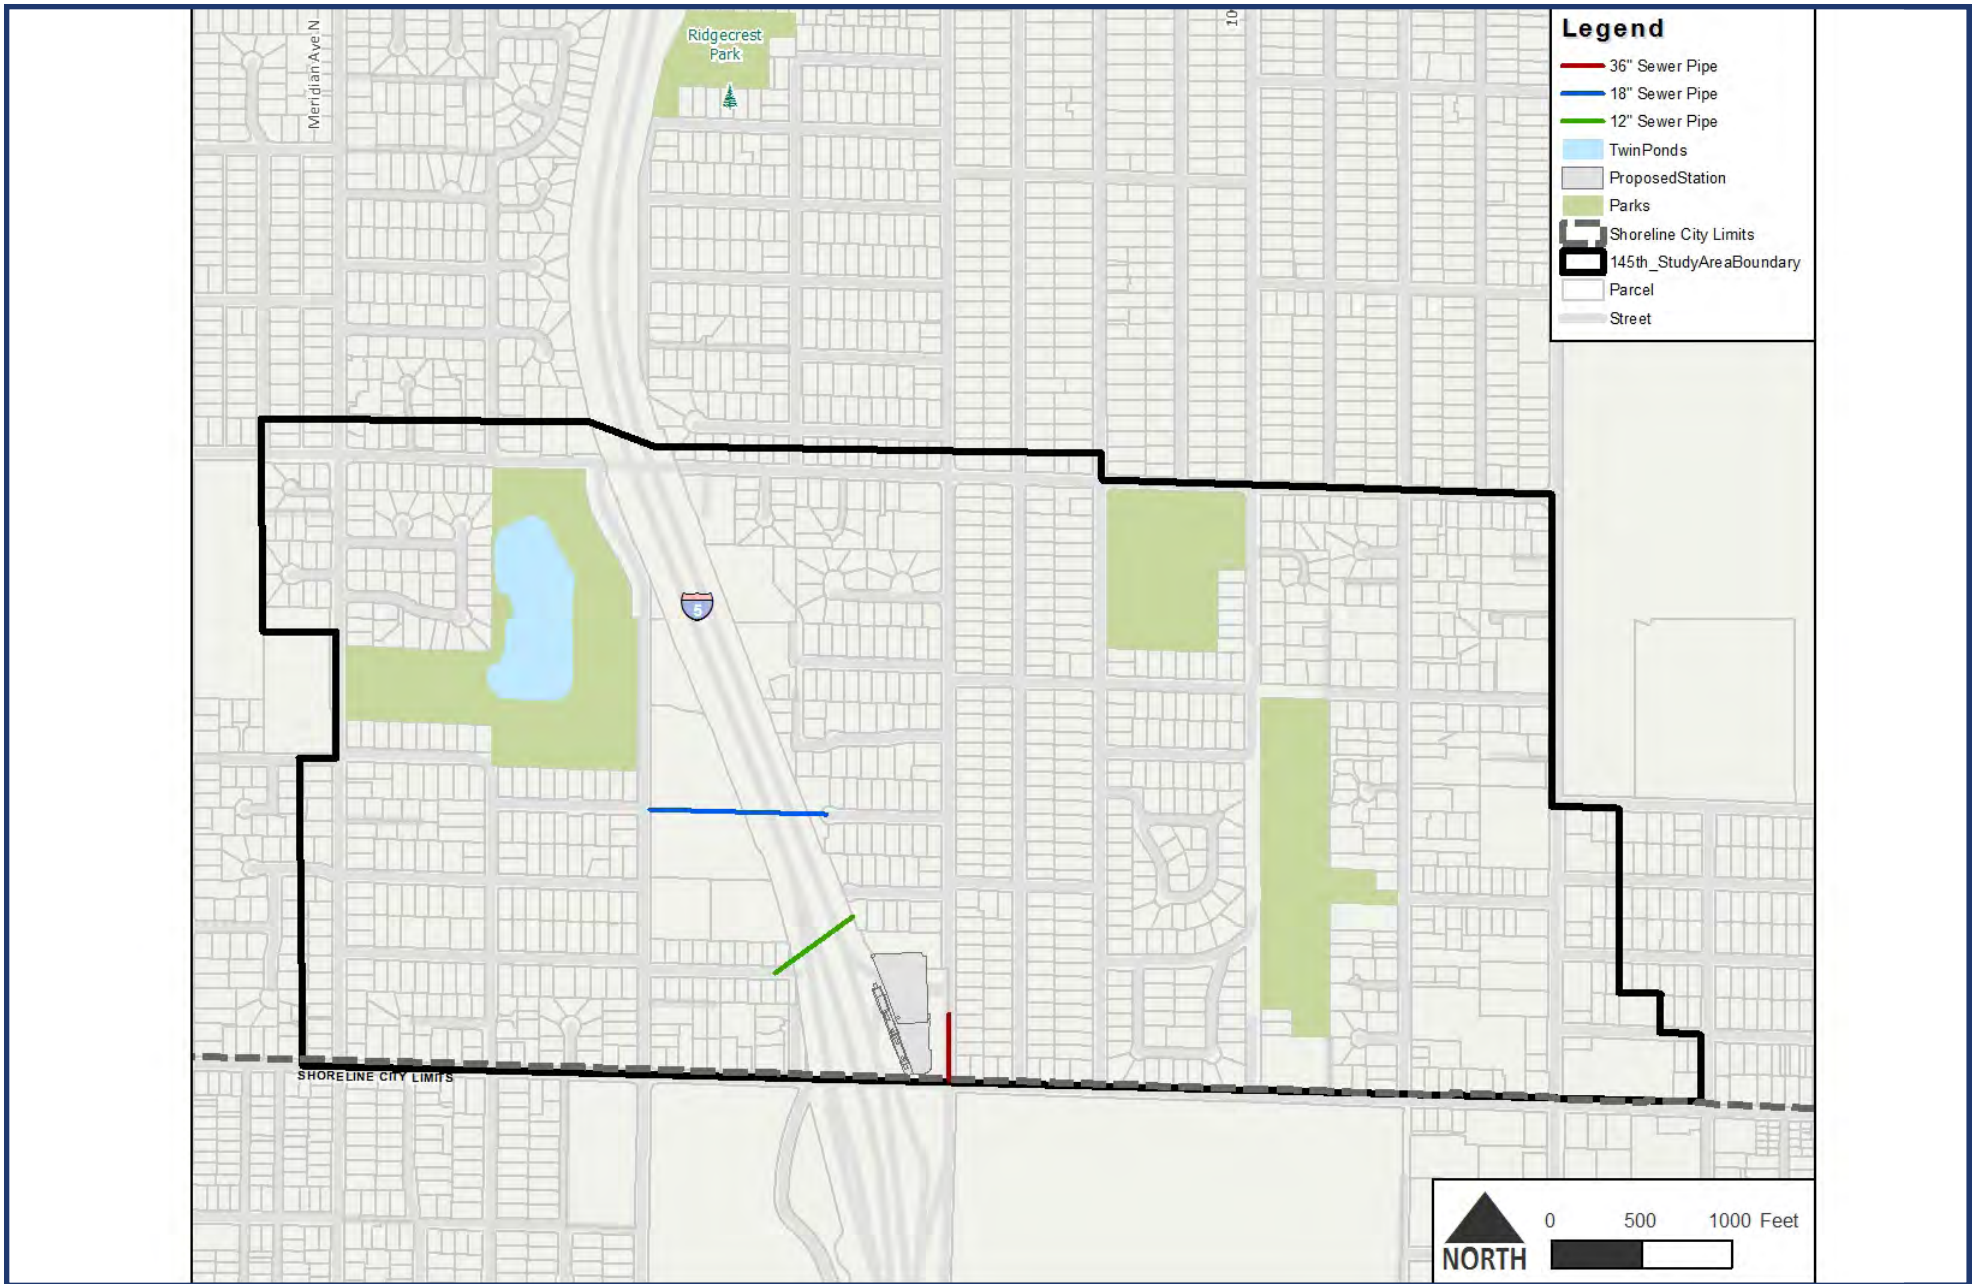 Meridian Ave N
Ridgecrest
Park
10
Legend
36" Sewer Pipe
18" Sewer Pipe
12" Sewer Pipe
TwinPonds
ProposedStation
Parks
Shoreline City Limits
145th_StudyAreaBoundary
Parcel
Street
5
SHORELINE CITY LIMITS
0 500 1000 Feet
NORTH